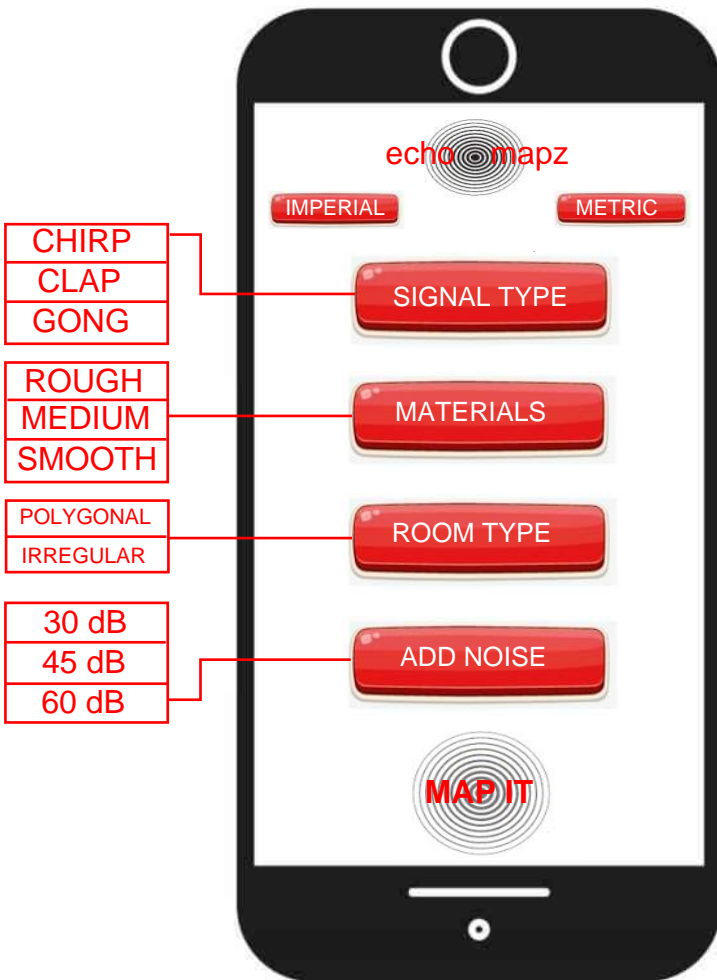 echo mapz
IMPERIAL
METRIC
CHIRP
CLAP
GONG
SIGNAL TYPE
ROUGH
MEDIUM
SMOOTH
MATERIALS
POLYGONAL
IRREGULAR
ROOM TYPE
30 dB
45 dB
60 dB
ADD NOISE
MAP IT